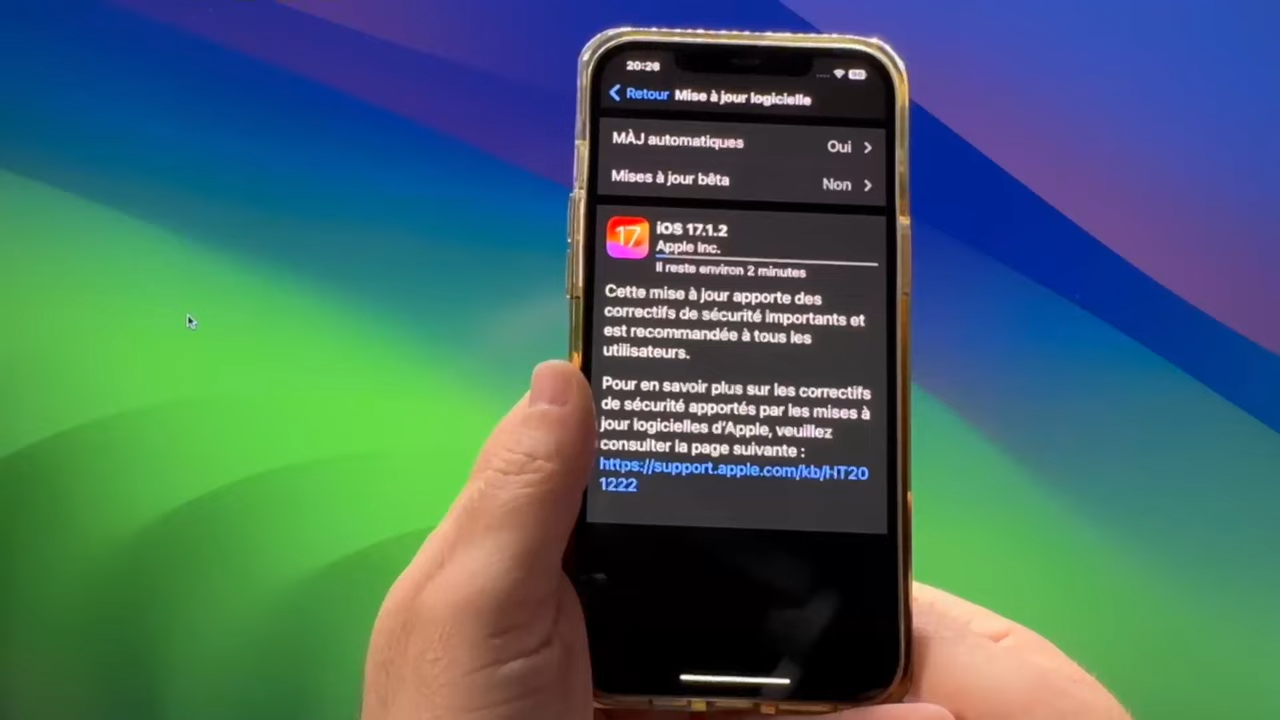 20:26
Retour Mise à jour logicielle
MÀJ automatiques Oui
Mises à jour bêta Non
17
iOS 17.1.2
Apple Inc.
Il reste environ 2 minutes
Cette mise à jour apporte des
correctifs de sécurité importants et
est recommandée à tous les
utilisateurs.
Pour en savoir plus sur les correctifs
de sécurité apportés par les mises à
jour logicielles d’Apple, veuillez
consulter la page suivante :
https://support.apple.com/kb/HT20
1222